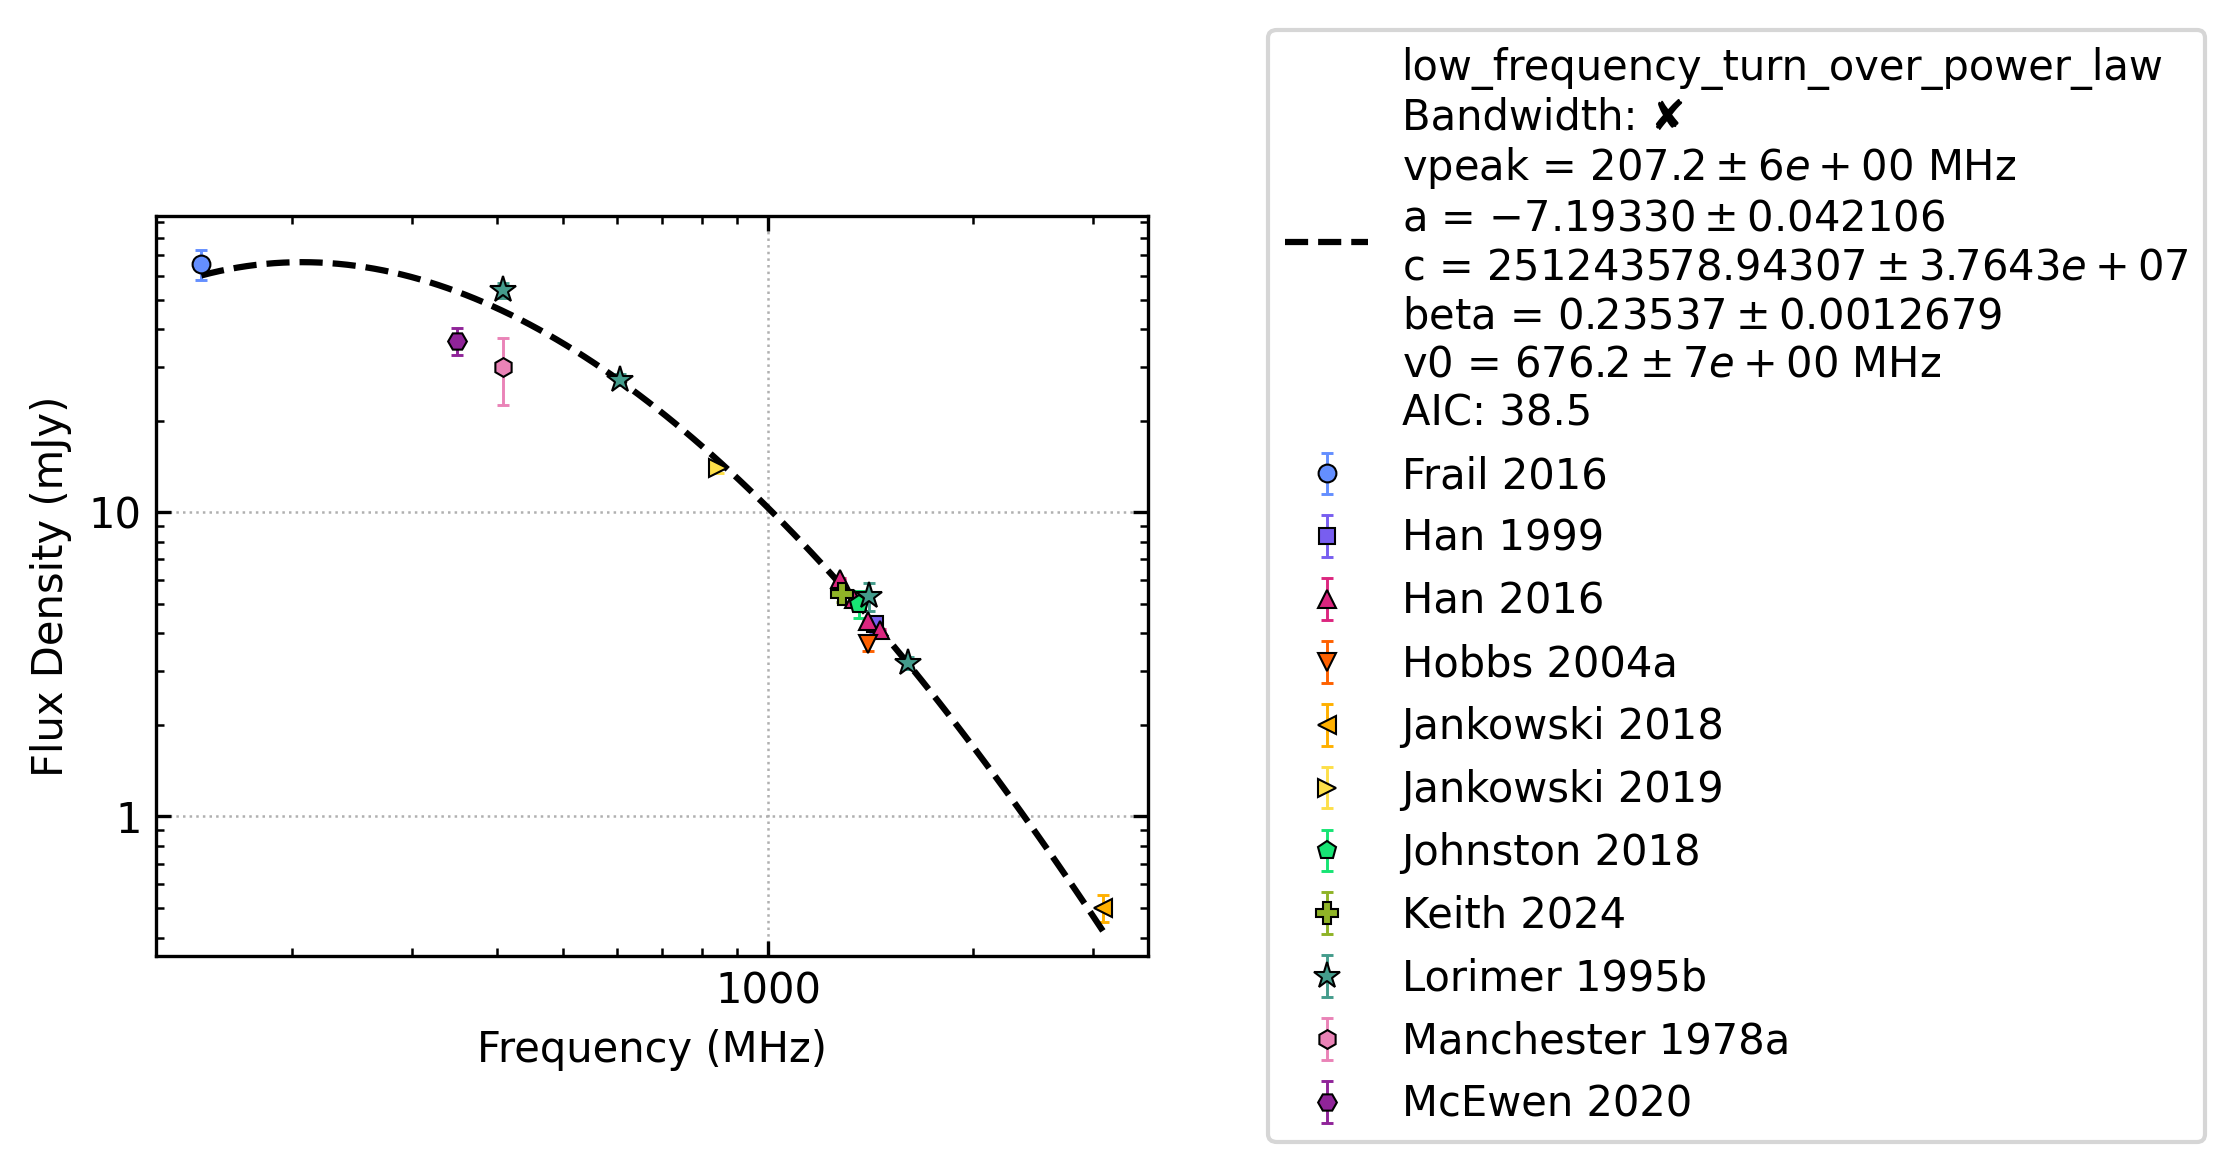 low_frequency_turn_over_power_law
Bandwidth: ✘
vpeak = 207.2 ± 6e + 00 MHz
a = −7.19330 ± 0.042106
c = 251243578.94307 ± 3.7643e + 07
beta = 0.23537 ± 0.0012679
v0 = 676.2 ± 7e + 00 MHz
AIC: 38.5
Frail 2016
Han 1999
Han 2016
Hobbs 2004a
Jankowski 2018
Jankowski 2019
Johnston 2018
Keith 2024
Lorimer 1995b
Manchester 1978a
McEwen 2020
Flux Density (mJy)
10
1
1000
Frequency (MHz)